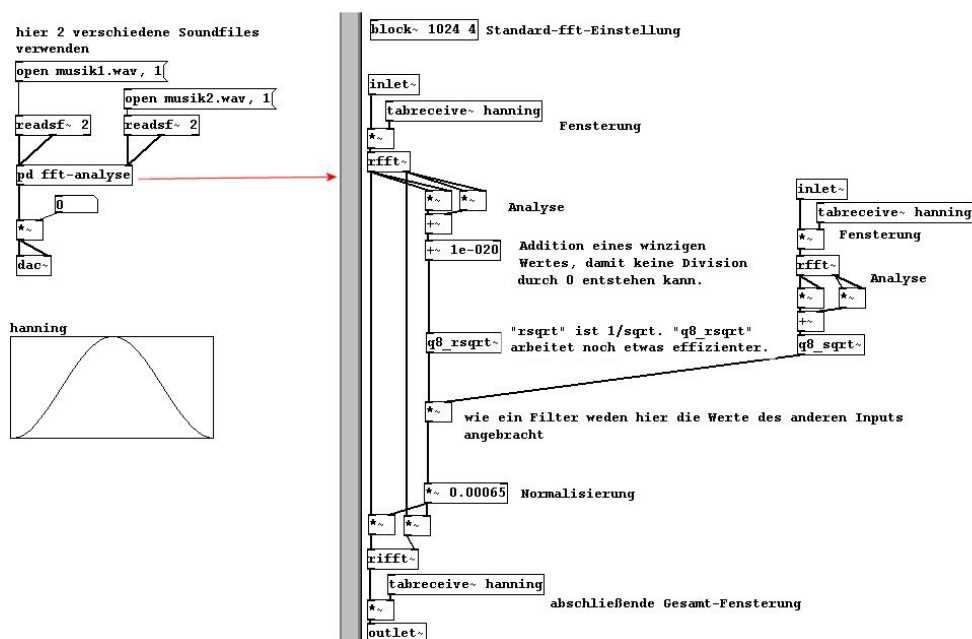 hier 2 verschiedene Soundfiles
verwenden
open musik1.wav, 1
open musik2.wav, 1
readsf~ 2
readsf~ 2
pd fft-analyse
0
*~
dac~
hanning
block~ 1024 4
Standard-fft-Einstellung
inlet~
tabreceive~ hanning
*~
Fensterung
rfft~
*~
*~
Analyse
+~
+~ 1e-020
Addition eines winzigen
Wertes, damit keine Division
durch 0 entstehen kann.
q8_rsqrt~
"rsqrt" ist 1/sqrt. "q8_rsqrt"
arbeitet noch etwas effizienter.
inlet~
tabreceive~ hanning
*~
Fensterung
rfft~
Analyse
*~
*~
+~
q8_sqrt~
*~
wie ein Filter weden hier die Werte des anderen Inputs
angebracht
*~ 0.00065
Normalisierung
*~
*~
rifft~
tabreceive~ hanning
*~
abschließende Gesamt-Fensterung
outlet~